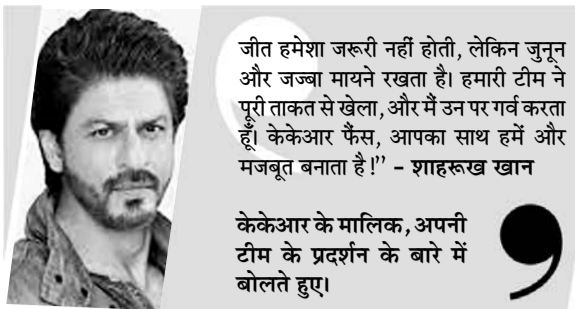 जीत हमेशा जरूरी नहीं होती, लेकिन जुनून
और जज्बा मायने रखता है। हमारी टीम ने
पूरी ताकत से खेला, और मैं उन पर गर्व करता
हूँ। केकेआर फैंस, आपका साथ हमें और
मजबूत बनाता है !’’ – शाहरूख खान
केकेआर के मालिक, अपनी
टीम के प्रदर्शन के बारे में
बोलते हुए।